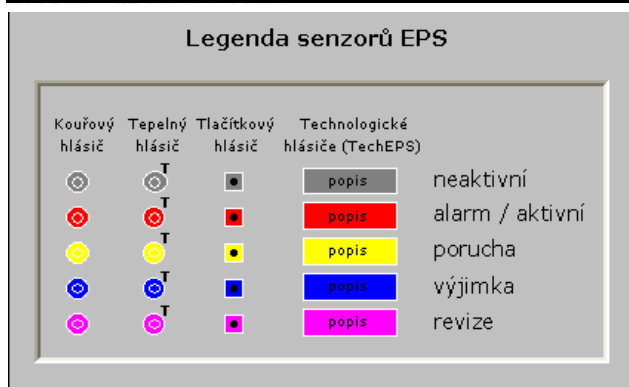 Legenda senzorů EPS
Kouřový Tepelný Tlačítkový Technologické
hlásič hlásič hlásič hlásiče (TechEPS)
T popis neaktivní
T popis alarm / aktivní
T popis porucha
T popis výjimka
T popis revize